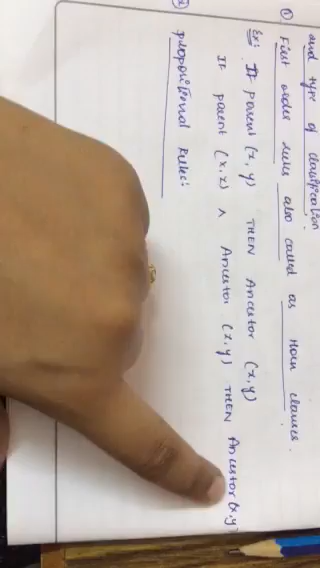 and type of classification.
① First order rules also called as Horn clauses.
Ex: If parent (x, y) THEN Ancestor (x, y)
If parent (x, z) ∧ Ancestor (z, y) THEN Ancestor (x, y)
② propositional Rules: